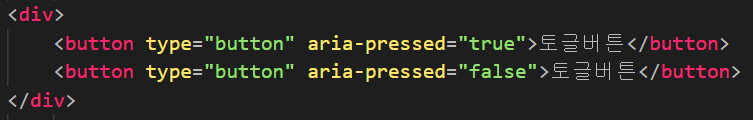 <div>
<button type="button" aria-pressed="true">토글버튼</button>
<button type="button" aria-pressed="false">토글버튼</button>
</div>